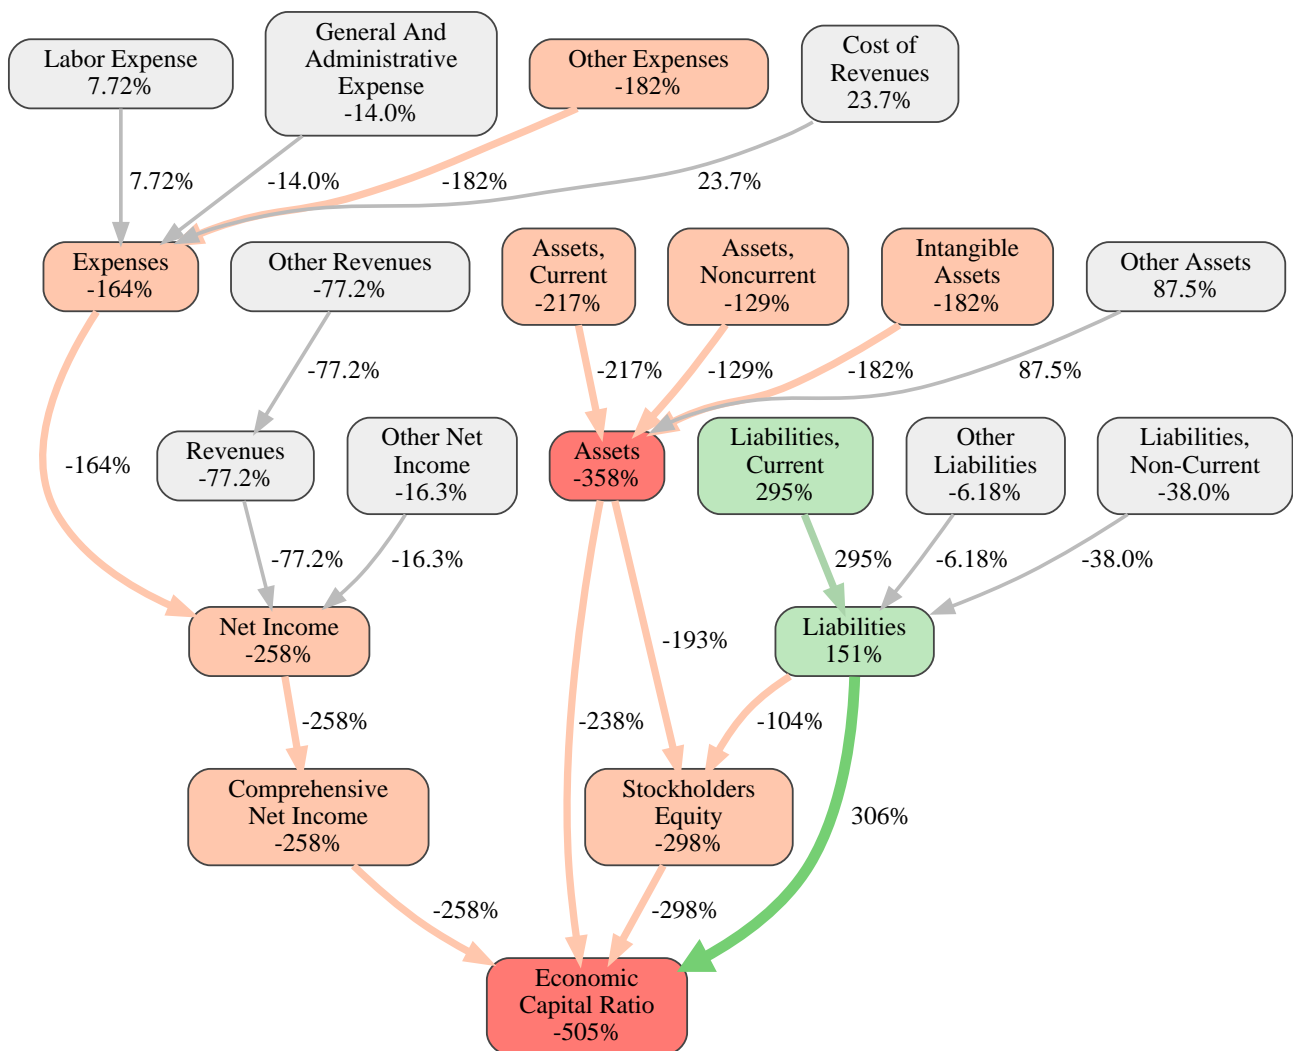 Labor Expense
7.72%
General And
Administrative
Expense
-14.0%
Other Expenses
-182%
Cost of
Revenues
23.7%
7.72%
-14.0%
-182%
23.7%
Expenses
-164%
Other Revenues
-77.2%
Assets,
Current
-217%
Assets,
Noncurrent
-129%
Intangible
Assets
-182%
Other Assets
87.5%
-77.2%
-217%
-129%
-182%
87.5%
-164%
Revenues
-77.2%
Other Net
Income
-16.3%
Assets
-358%
Liabilities,
Current
295%
Other
Liabilities
-6.18%
Liabilities,
Non-Current
-38.0%
-77.2%
-16.3%
295%
-6.18%
-38.0%
Net Income
-258%
-193%
Liabilities
151%
-258%
-238%
-104%
Comprehensive
Net Income
-258%
Stockholders
Equity
-298%
306%
-258%
-298%
Economic
Capital Ratio
-505%